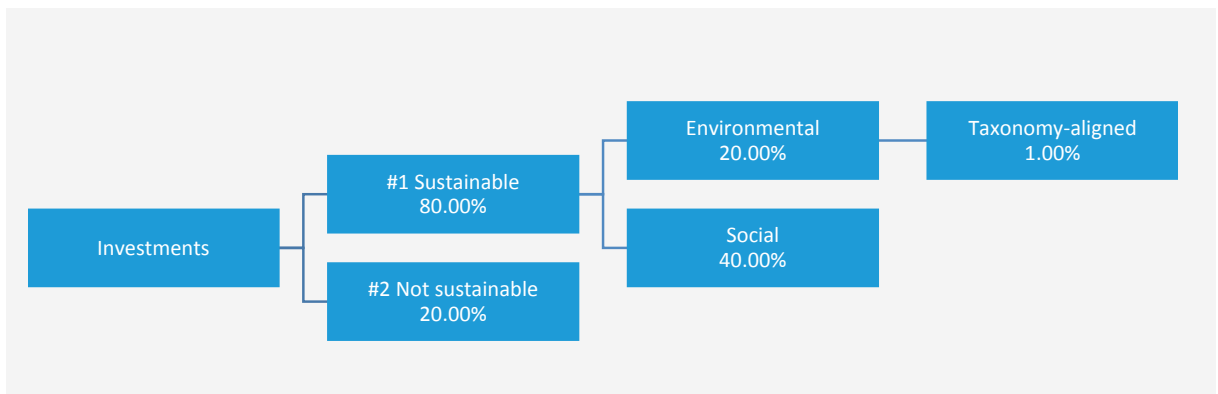 Investments
#1 Sustainable
80.00%
#2 Not sustainable
20.00%
Environmental
20.00%
Social
40.00%
Taxonomy-aligned
1.00%